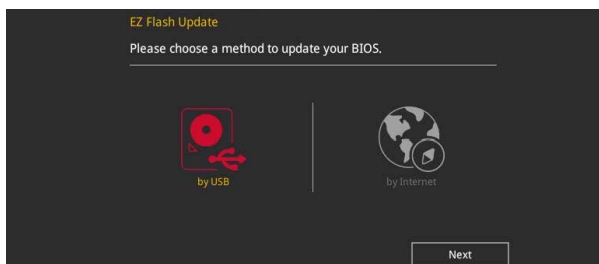 EZ Flash Update
Please choose a method to update your BIOS.
by USB
by Internet
Next